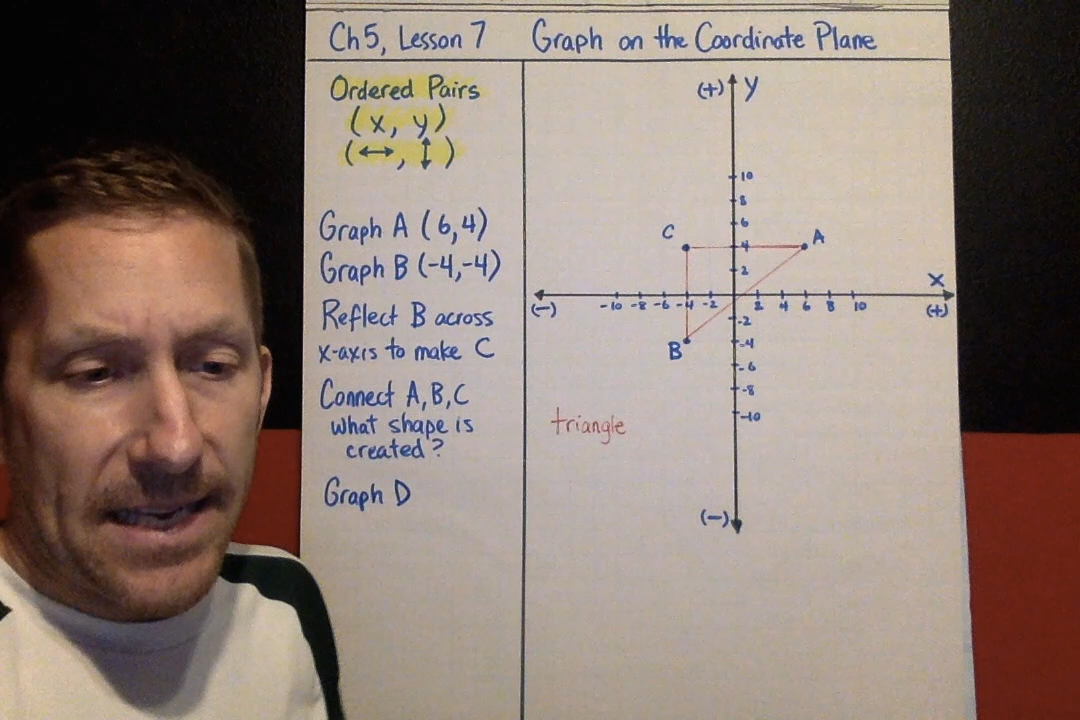 Ch 5, Lesson 7 Graph on the Coordinate Plane
Ordered Pairs
(x, y)
(↔, ↕)
Graph A (6,4)
Graph B (-4,-4)
Reflect B across
x-axis to make C
Connect A, B, C
what shape is
created?
Graph D
(+) y
10
8
6
C
4
A
2
x
(-)
-10 -8 -6 -4 -2
2 4 6 8 10
(+)
-2
-4
B
-6
-8
-10
triangle
(-)